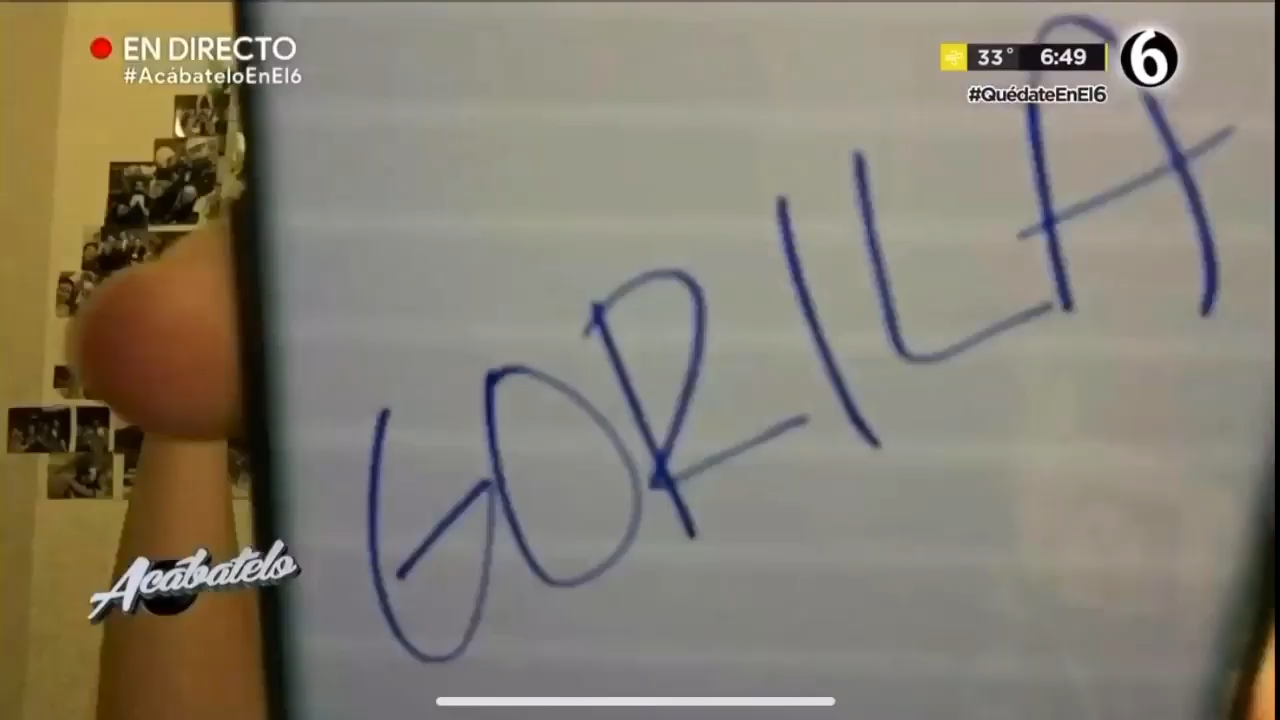 EN DIRECTO
#AcábateloEnEl6
33° 6:49 6
#QuédateEnEl6
GORILA
Acábatelo